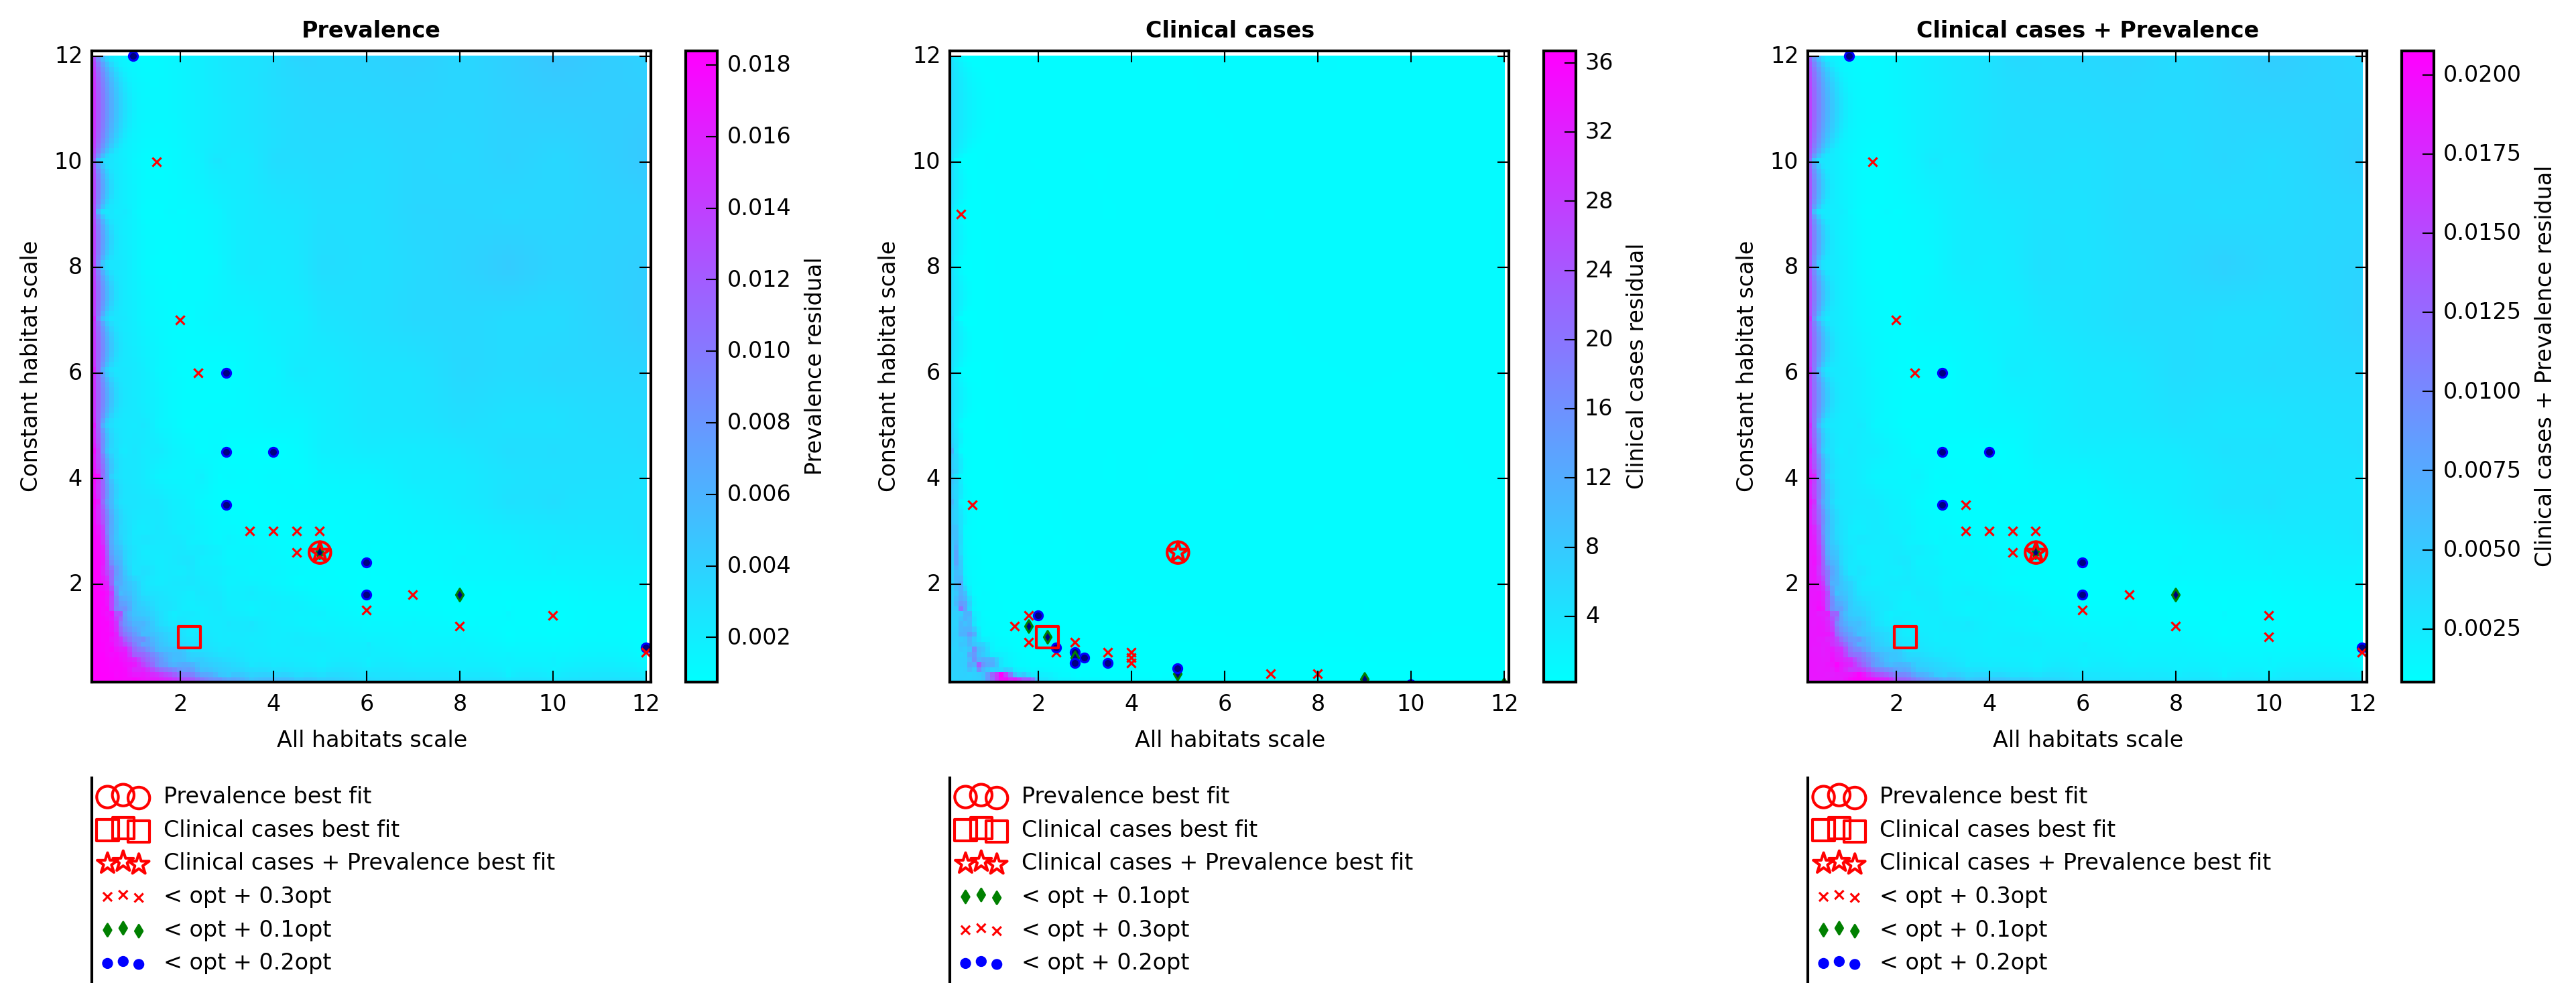 Prevalence
12
10
8
6
4
2
Constant habitat scale
2 4 6 8 10 12
All habitats scale
0.018
0.016
0.014
0.012
0.010
0.008
0.006
0.004
0.002
Prevalence residual
Prevalence best fit
Clinical cases best fit
Clinical cases + Prevalence best fit
< opt + 0.3opt
< opt + 0.1opt
< opt + 0.2opt
Clinical cases
12
10
8
6
4
2
Constant habitat scale
2 4 6 8 10 12
All habitats scale
36
32
28
24
20
16
12
8
4
Clinical cases residual
Prevalence best fit
Clinical cases best fit
Clinical cases + Prevalence best fit
< opt + 0.1opt
< opt + 0.3opt
< opt + 0.2opt
Clinical cases + Prevalence
12
10
8
6
4
2
Constant habitat scale
2 4 6 8 10 12
All habitats scale
0.0200
0.0175
0.0150
0.0125
0.0100
0.0075
0.0050
0.0025
Clinical cases + Prevalence residual
Prevalence best fit
Clinical cases best fit
Clinical cases + Prevalence best fit
< opt + 0.3opt
< opt + 0.1opt
< opt + 0.2opt